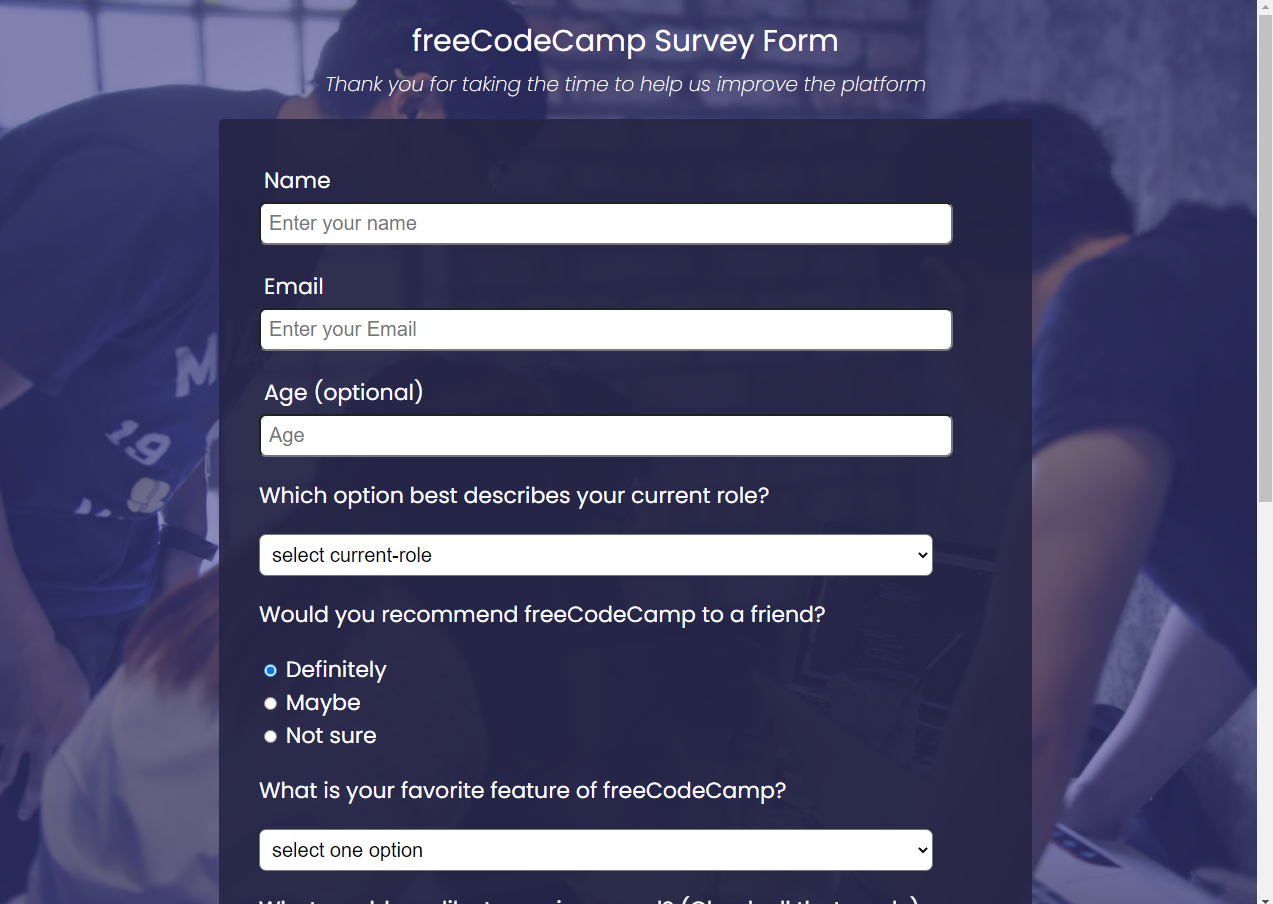 freeCodeCamp Survey Form
Thank you for taking the time to help us improve the platform
Name
Enter your name
Email
Enter your Email
Age (optional)
Age
Which option best describes your current role?
select current-role
Would you recommend freeCodeCamp to a friend?
Definitely
Maybe
Not sure
What is your favorite feature of freeCodeCamp?
select one option
M
19